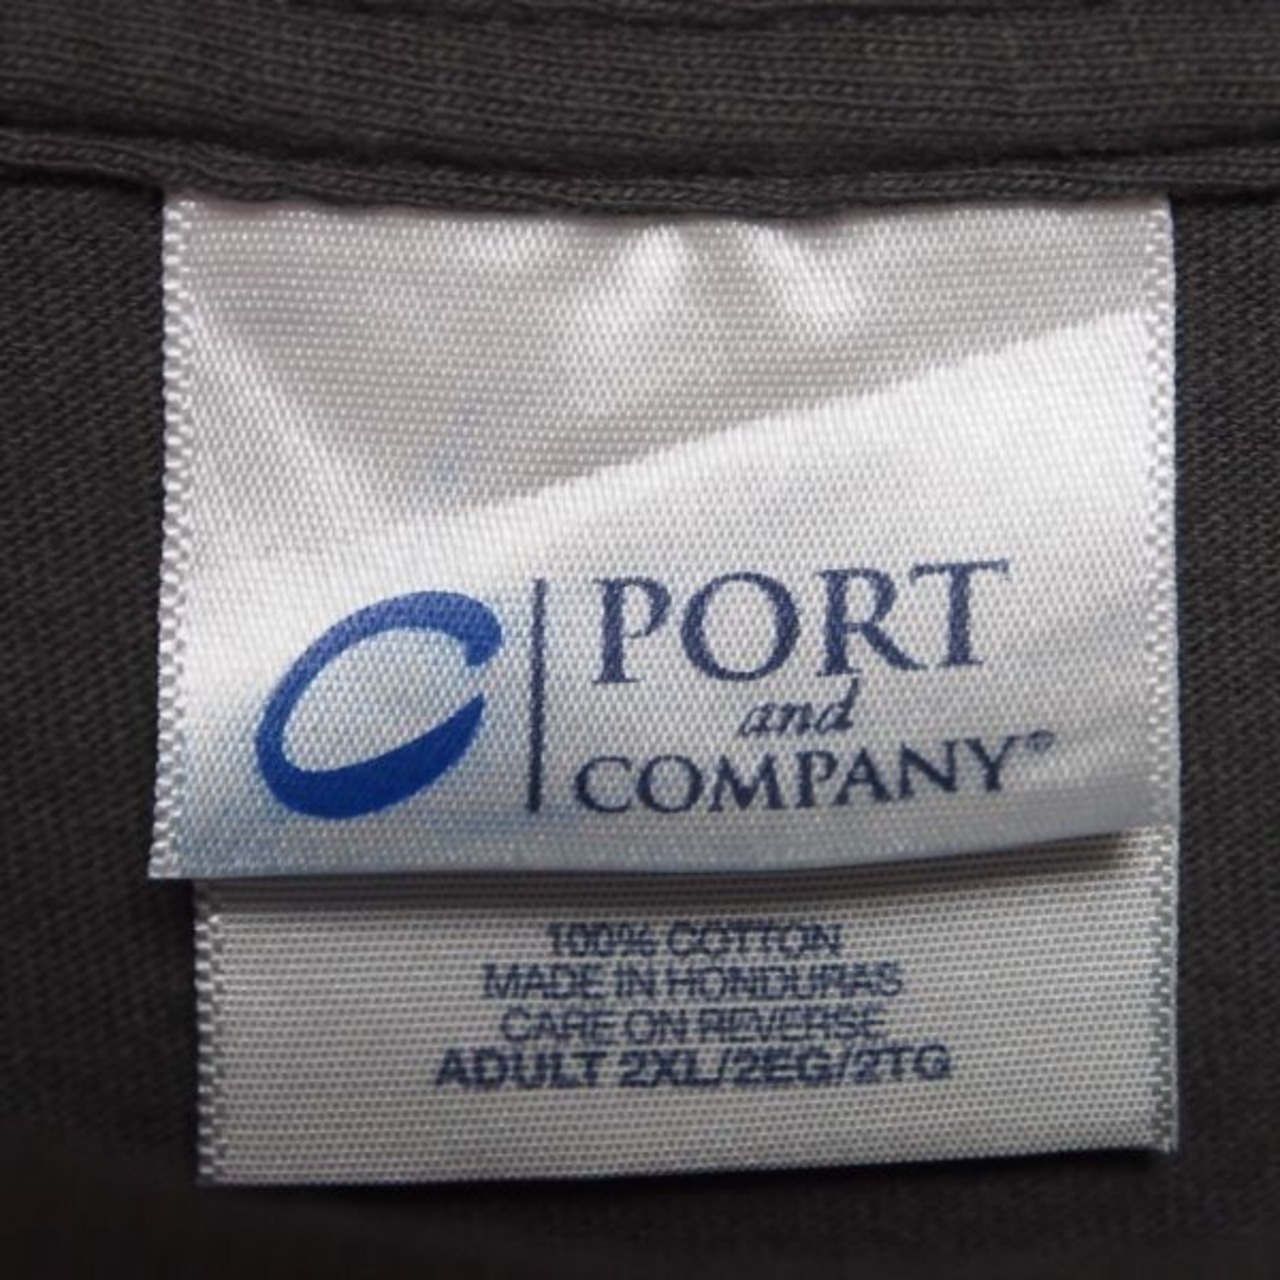 PORT
and
COMPANY®
100% COTTON
MADE IN HONDURAS
CARE ON REVERSE
ADULT 2XL/2EG/2TG